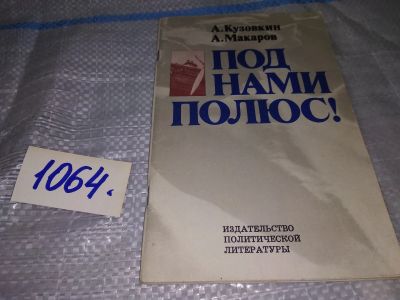 А.Кузовкин
А.Макаров
ПОД
НАМИ
ПОЛЮС!
1064.
ИЗДАТЕЛЬСТВО
ПОЛИТИЧЕСКОЙ
ЛИТЕРАТУРЫ